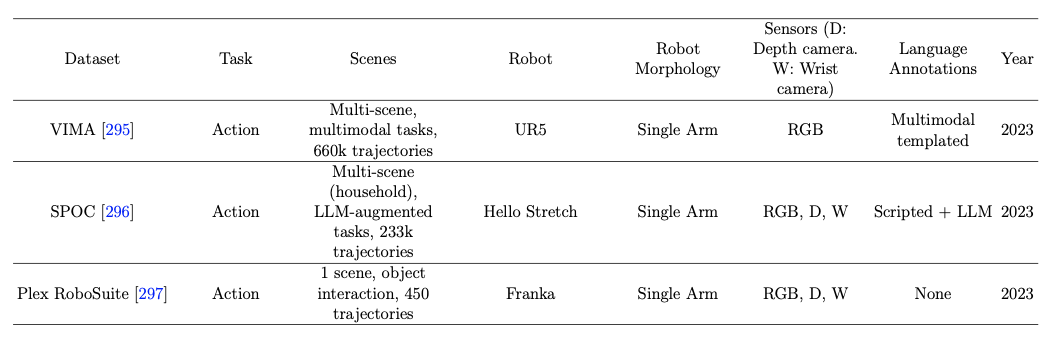 Dataset
Task
Scenes
Robot
Robot
Morphology
Sensors (D:
Depth camera.
W: Wrist
camera)
Language
Annotations
Year
VIMA [295]
Action
Multi-scene,
multimodal tasks,
660k trajectories
UR5
Single Arm
RGB
Multimodal
templated
2023
SPOC [296]
Action
Multi-scene
(household),
LLM-augmented
tasks, 233k
trajectories
Hello Stretch
Single Arm
RGB, D, W
Scripted + LLM
2023
Plex RoboSuite [297]
Action
1 scene, object
interaction, 450
trajectories
Franka
Single Arm
RGB, D, W
None
2023